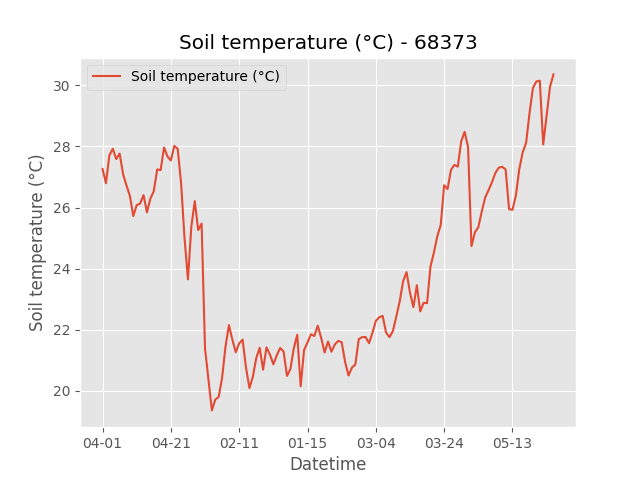 Soil temperature (°C) - 68373
Soil temperature (°C)
30
28
26
24
22
20
Soil temperature (°C)
04-01 04-21 02-11 01-15 03-04 03-24 05-13
Datetime